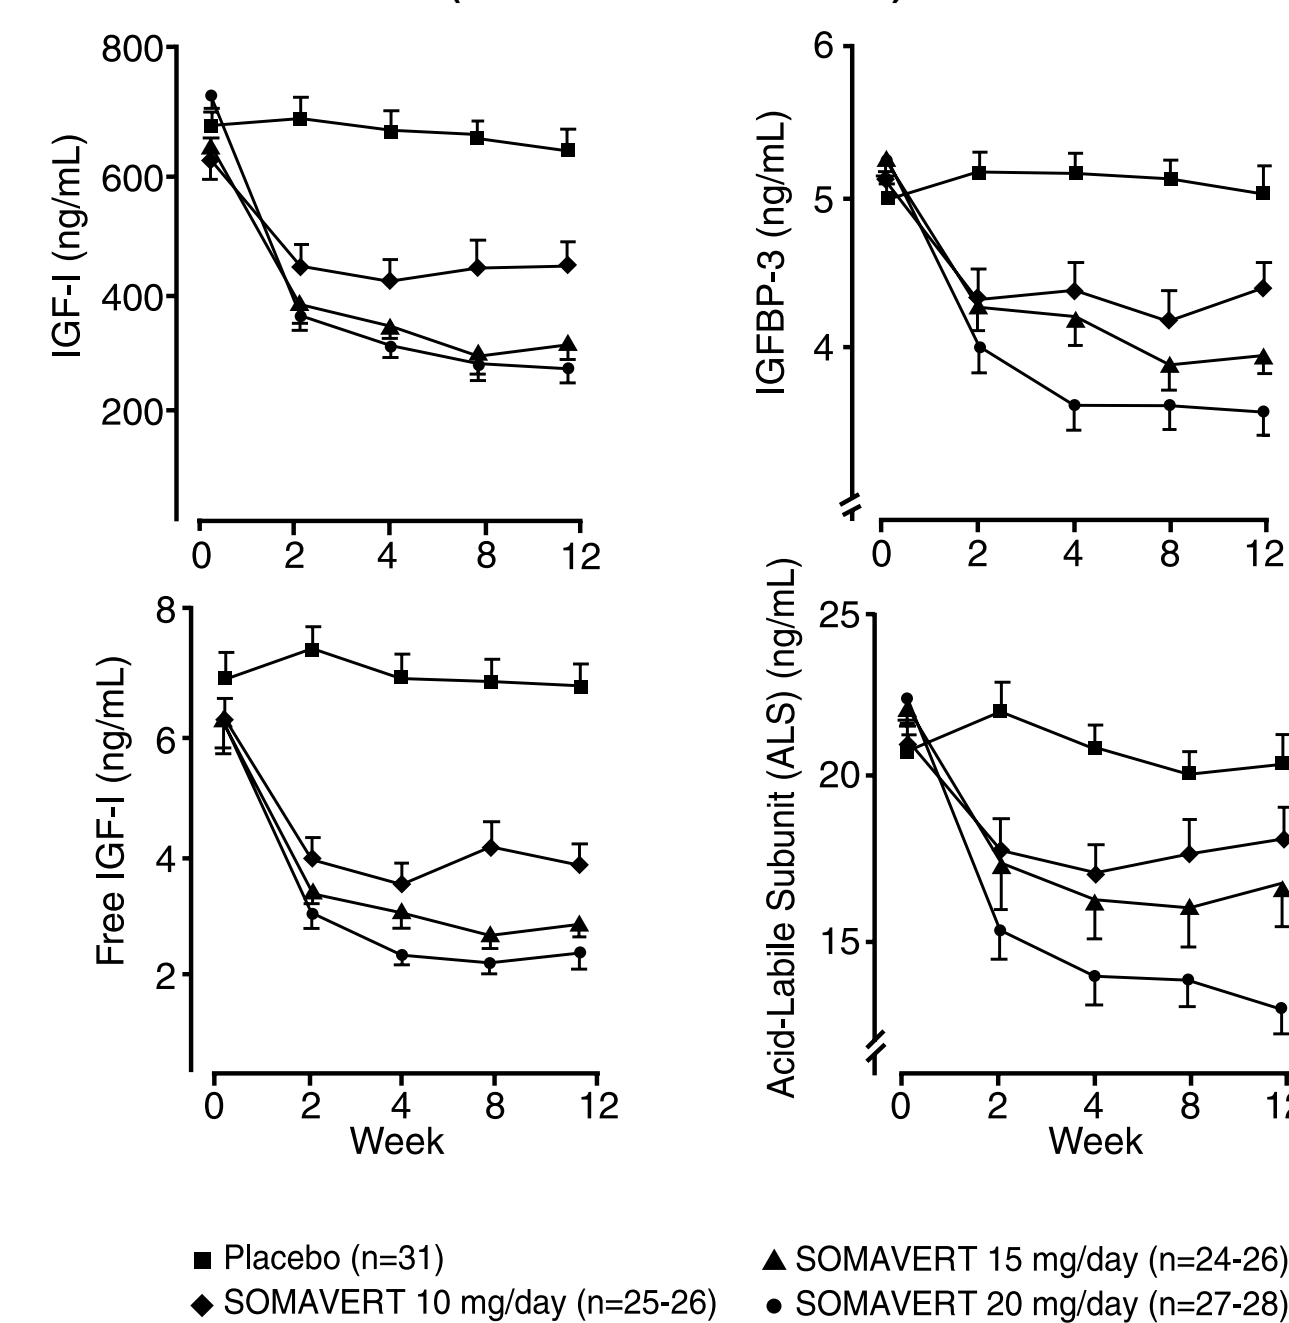 IGF-I (ng/mL)
800
600
400
200
0 2 4 8 12
IGFBP-3 (ng/mL)
6
5
4
0 2 4 8 12
Free IGF-I (ng/mL)
8
6
4
2
0 2 4 8 12
Week
Acid-Labile Subunit (ALS) (ng/mL)
25
20
15
0 2 4 8
Week
Placebo (n=31)
SOMAVERT 10 mg/day (n=25-26)
SOMAVERT 15 mg/day (n=24-26)
SOMAVERT 20 mg/day (n=27-28)